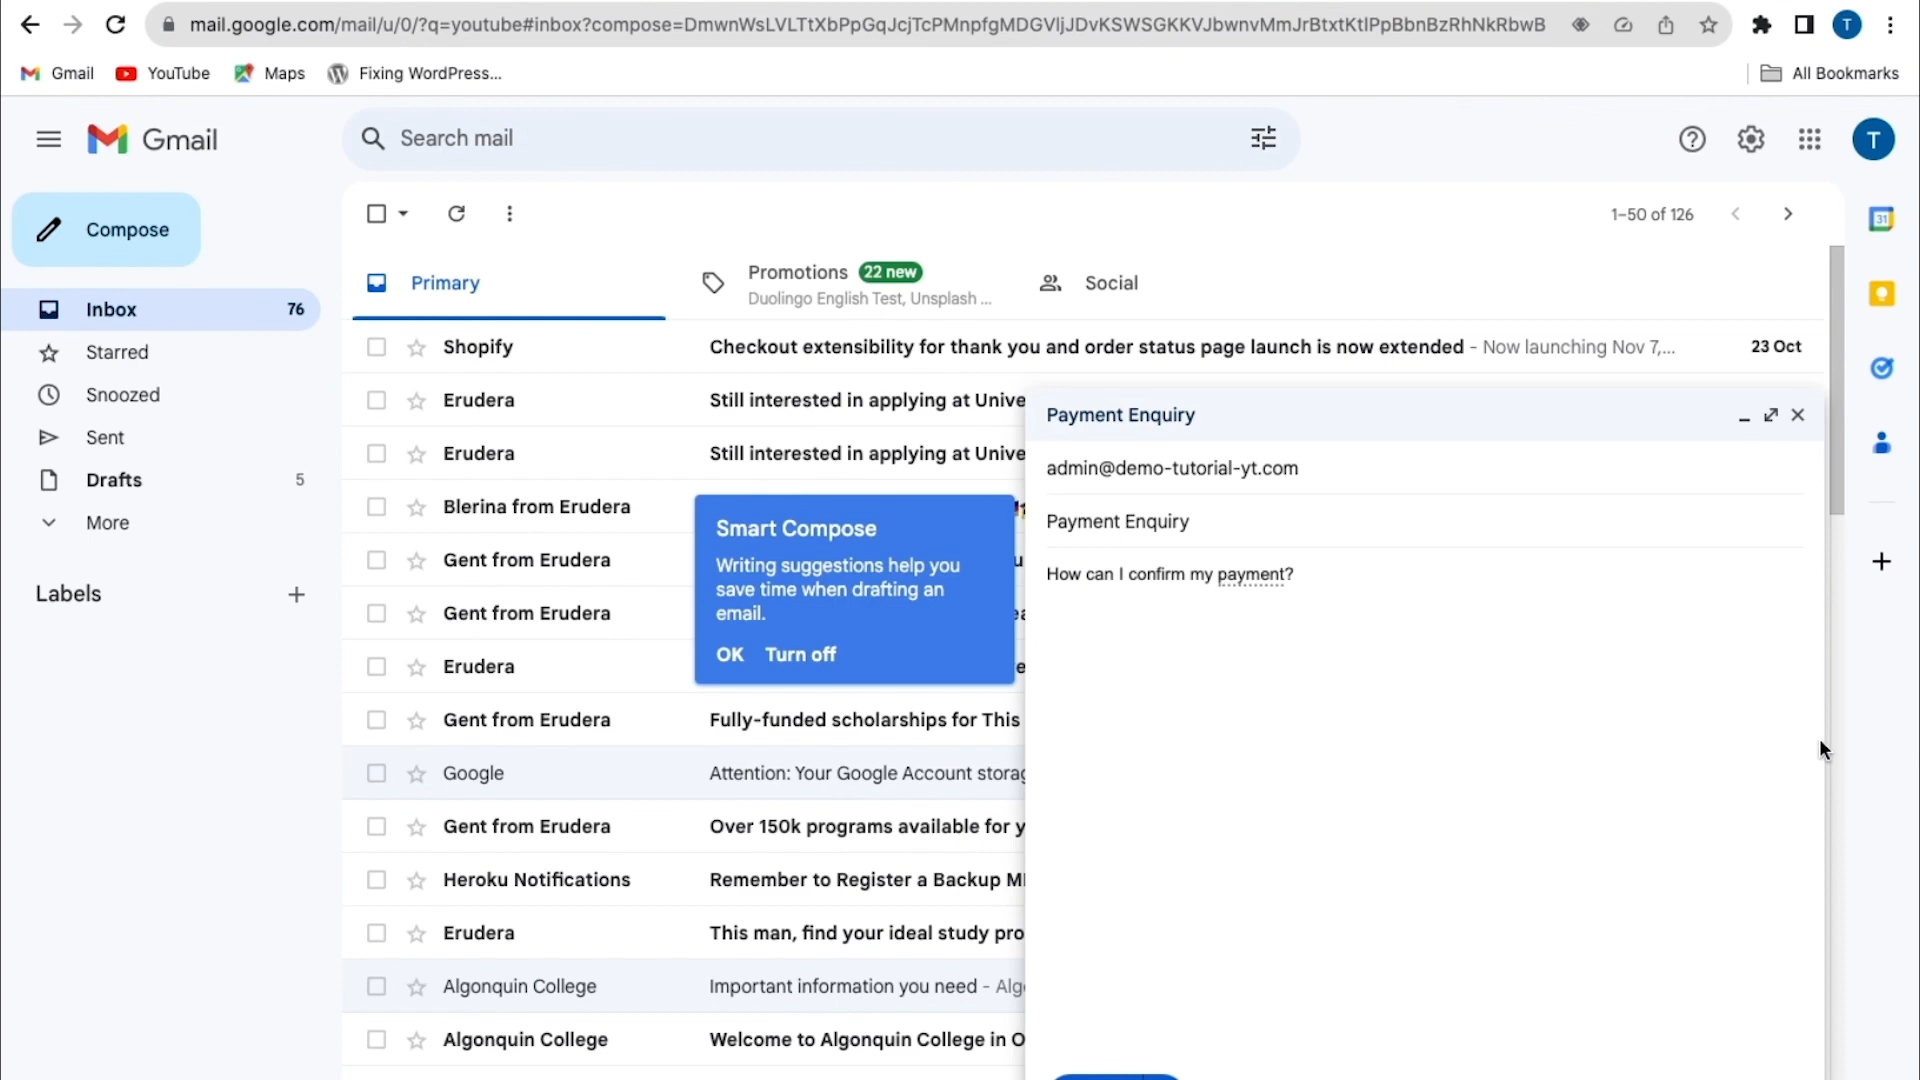 mail.google.com/mail/u/0/?q=youtube#inbox?compose=DmwnWsLVLTtXbPpGqJcjTcPMnpfgMDGVljJDvKSWSGKKVJbwnvMmJrBtxtKtlPpBbnBzRhNkRbwB
T
Gmail YouTube Maps Fixing WordPress... All Bookmarks
Gmail
Search mail
T
Compose
1–50 of 126
31
Primary
Promotions 22 new
Duolingo English Test, Unsplash ...
Social
Inbox 76
Starred
Snoozed
Sent
Drafts 5
More
Labels
Shopify Checkout extensibility for thank you and order status page launch is now extended - Now launching Nov 7,... 23 Oct
Erudera Still interested in applying at Unive
Erudera Still interested in applying at Unive
Blerina from Erudera
Gent from Erudera
Gent from Erudera
Erudera
Gent from Erudera Fully-funded scholarships for This
Google Attention: Your Google Account storag
Gent from Erudera Over 150k programs available for y
Heroku Notifications Remember to Register a Backup M
Erudera This man, find your ideal study pro
Algonquin College Important information you need - Alg
Algonquin College Welcome to Algonquin College in O
Smart Compose
Writing suggestions help you
save time when drafting an
email.
OK Turn off
Payment Enquiry
admin@demo-tutorial-yt.com
Payment Enquiry
How can I confirm my payment?